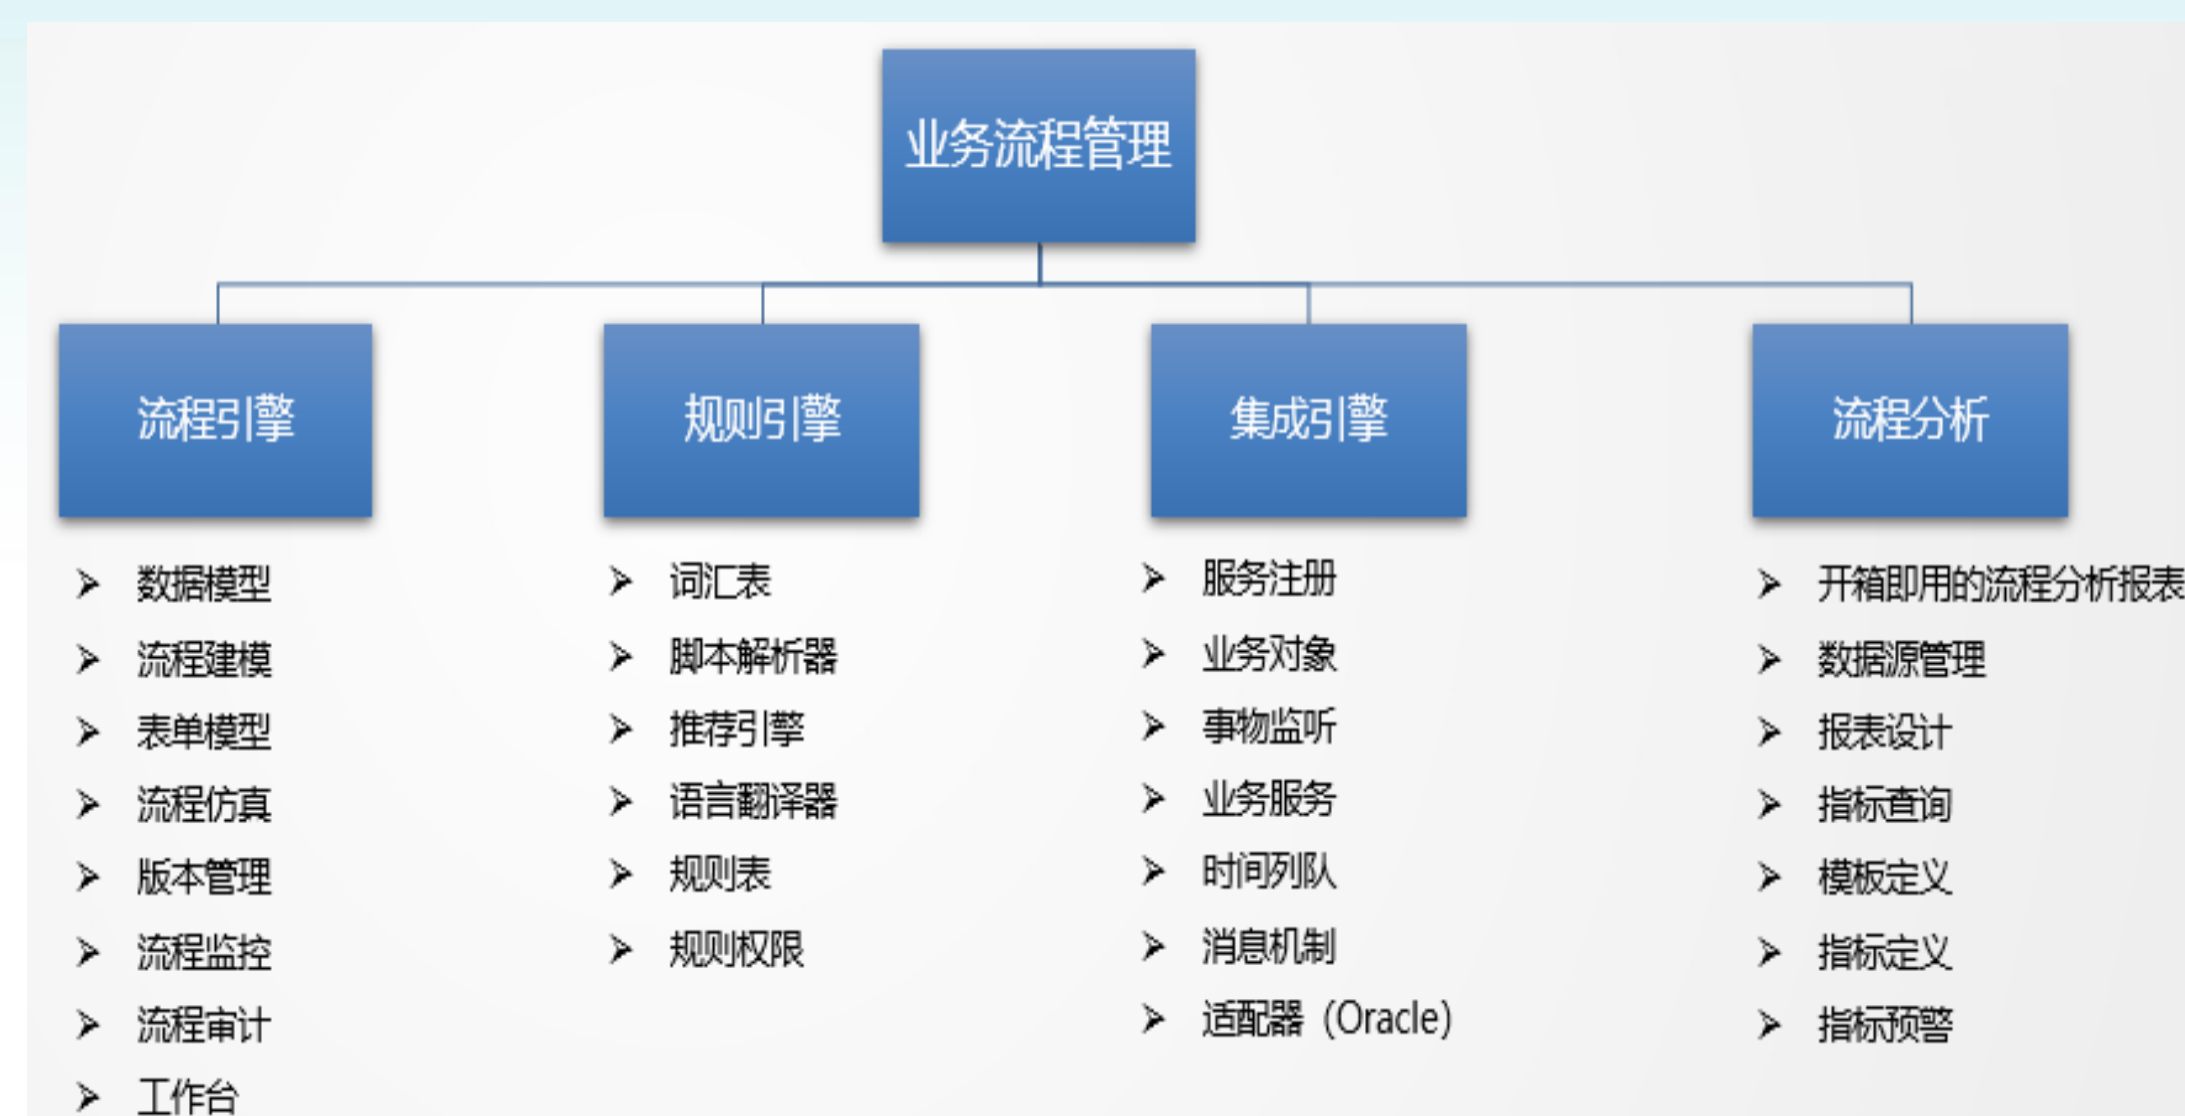 业务流程管理
流程引擎
规则引擎
集成引擎
流程分析
➢ 数据模型
➢ 流程建模
➢ 表单模型
➢ 流程仿真
➢ 版本管理
➢ 流程监控
➢ 流程审计
➢ 工作台
➢ 词汇表
➢ 脚本解析器
➢ 推荐引擎
➢ 语言翻译器
➢ 规则表
➢ 规则权限
➢ 服务注册
➢ 业务对象
➢ 事物监听
➢ 业务服务
➢ 时间列队
➢ 消息机制
➢ 适配器（Oracle）
➢ 开箱即用的流程分析报表
➢ 数据源管理
➢ 报表设计
➢ 指标查询
➢ 模板定义
➢ 指标定义
➢ 指标预警